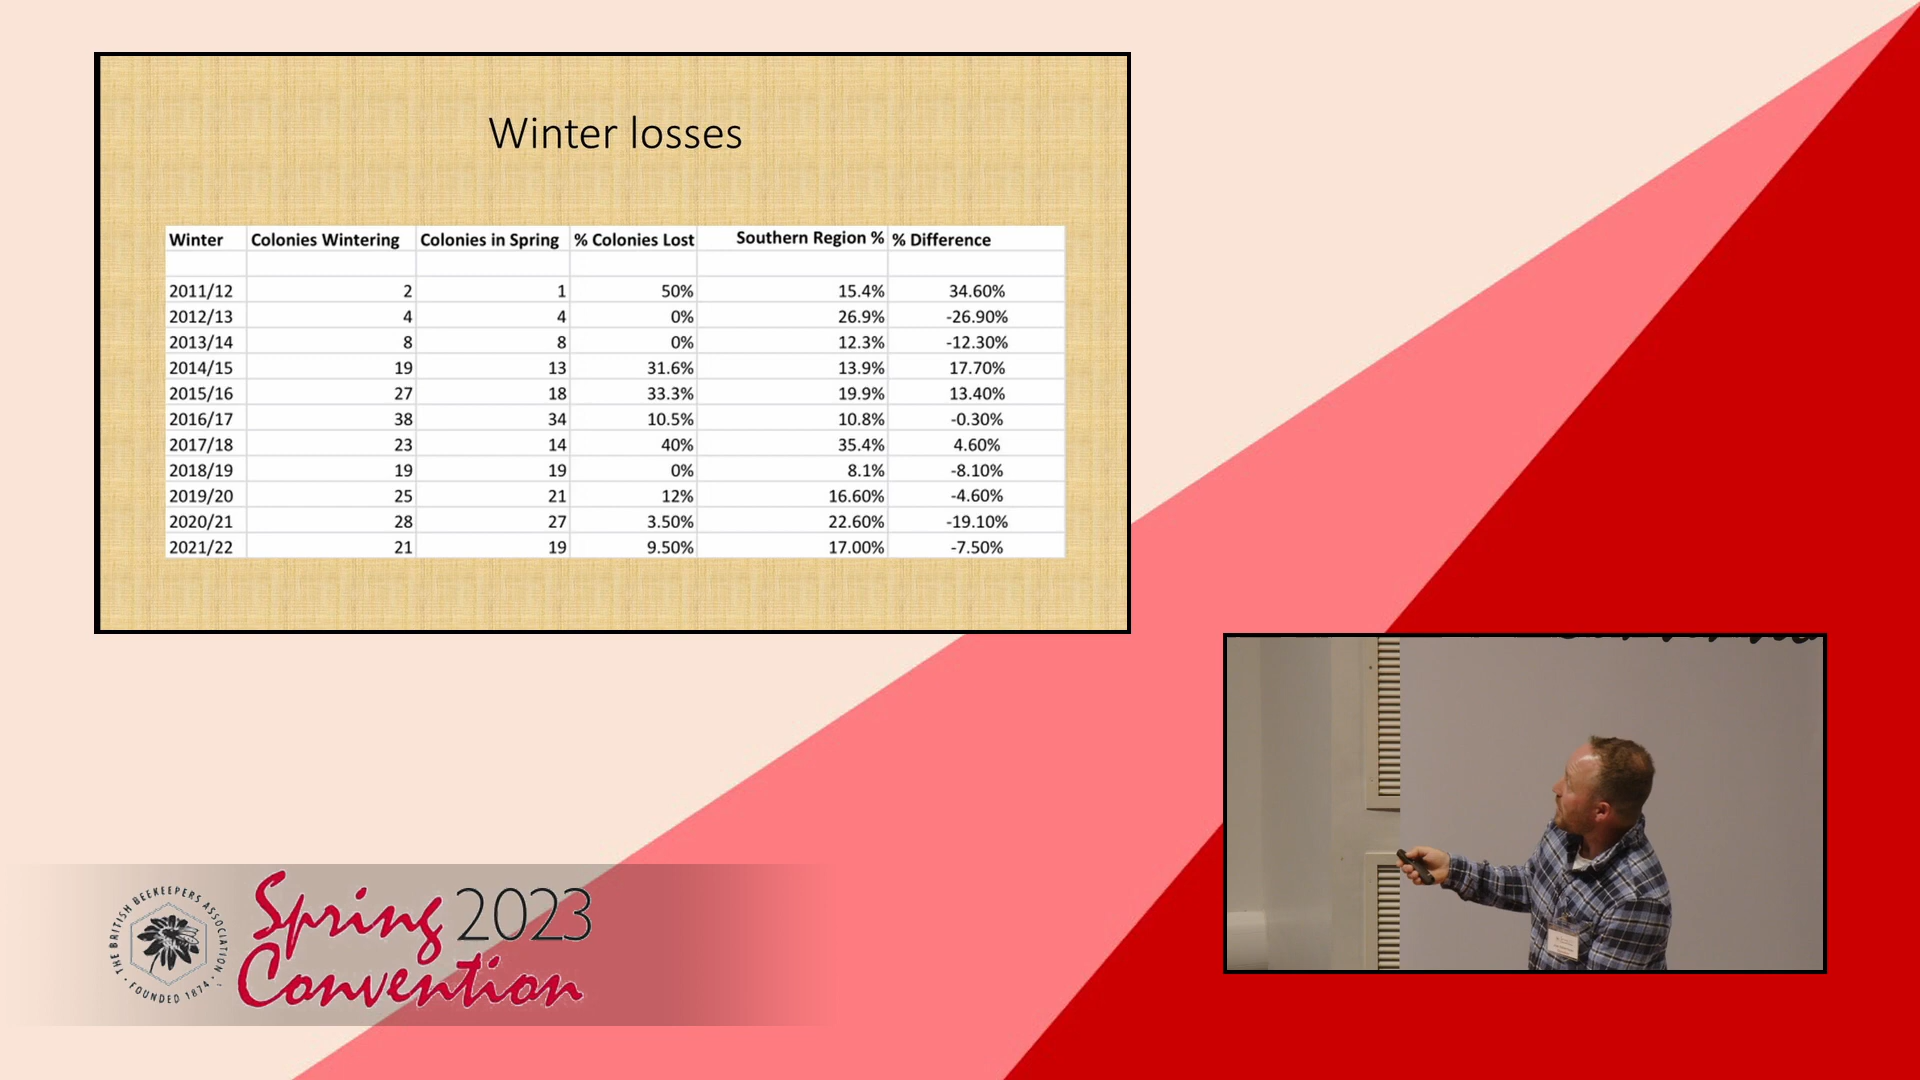 Winter losses
Winter Colonies Wintering Colonies in Spring % Colonies Lost Southern Region % % Difference
2011/12 2 1 50% 15.4% 34.60%
2012/13 4 4 0% 26.9% -26.90%
2013/14 8 8 0% 12.3% -12.30%
2014/15 19 13 31.6% 13.9% 17.70%
2015/16 27 18 33.3% 19.9% 13.40%
2016/17 38 34 10.5% 10.8% -0.30%
2017/18 23 14 40% 35.4% 4.60%
2018/19 19 19 0% 8.1% -8.10%
2019/20 25 21 12% 16.60% -4.60%
2020/21 28 27 3.50% 22.60% -19.10%
2021/22 21 19 9.50% 17.00% -7.50%
THE BRITISH BEEKEEPERS ASSOCIATION
FOUNDED 1874
Spring 2023
Convention